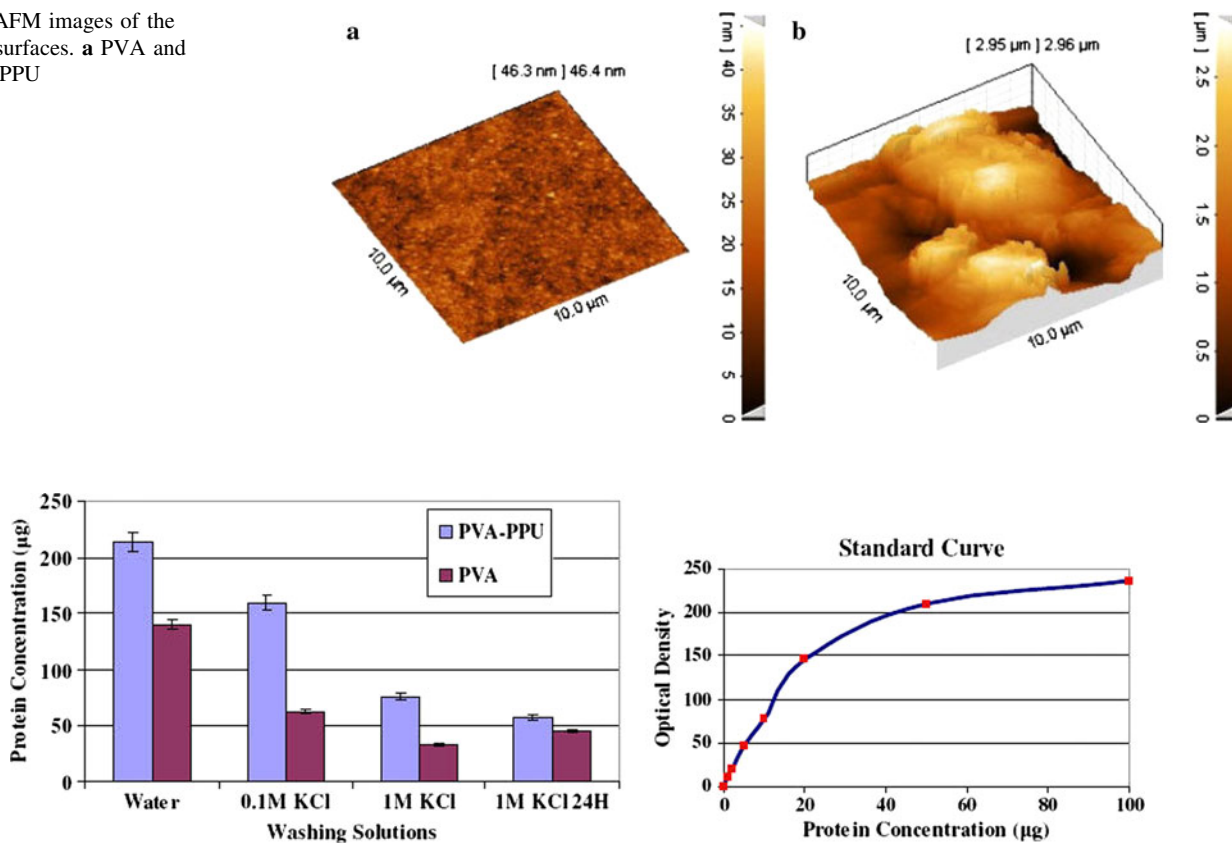 AFM images of the
surfaces. a PVA and
PPU
a
[ 46.3 nm ] 46.4 nm
10.0 µm
10.0 µm
nm ]
40
35
30
25
20
15
10
5
0
b
[ 2.95 µm ] 2.96 µm
10.0 µm
10.0 µm
µm ]
2.5
2.0
1.5
1.0
0.5
0
Protein Concentration (µg)
250
200
150
100
50
0
PVA-PPU
PVA
Water 0.1M KCl 1M KCl 1M KCl24H
Washing Solutions
Standard Curve
Optical Density
250
200
150
100
50
0
0 20 40 60 80 100
Protein Concentration (µg)